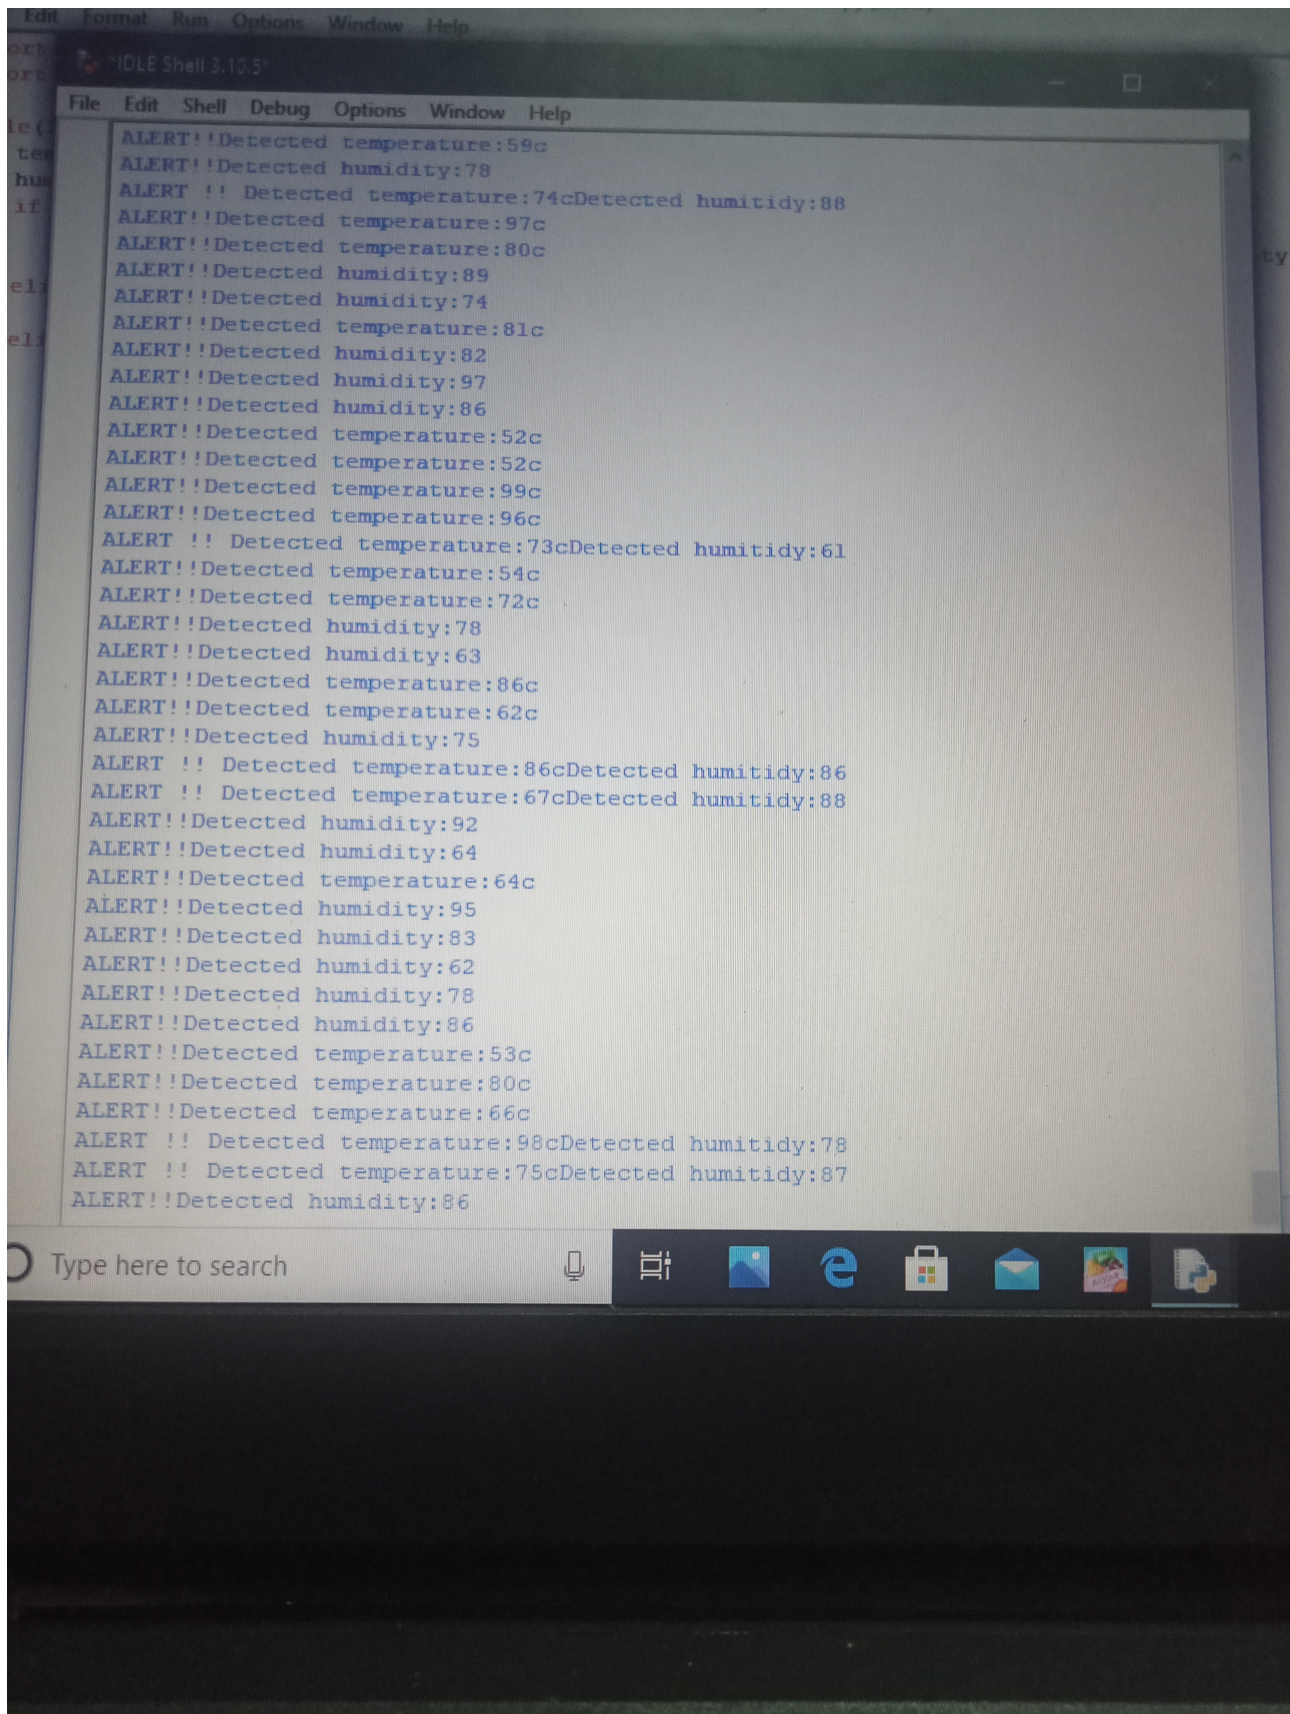 Edit Format Run Options Window Help
*IDLE Shell 3.10.5*
File Edit Shell Debug Options Window Help
ALERT!!Detected temperature:59c
ALERT!!Detected humidity:78
ALERT !! Detected temperature:74cDetected humitidy:88
ALERT!!Detected temperature:97c
ALERT!!Detected temperature:80c
ALERT!!Detected humidity:89
ALERT!!Detected humidity:74
ALERT!!Detected temperature:81c
ALERT!!Detected humidity:82
ALERT!!Detected humidity:97
ALERT!!Detected humidity:86
ALERT!!Detected temperature:52c
ALERT!!Detected temperature:52c
ALERT!!Detected temperature:99c
ALERT!!Detected temperature:96c
ALERT !! Detected temperature:73cDetected humitidy:61
ALERT!!Detected temperature:54c
ALERT!!Detected temperature:72c
ALERT!!Detected humidity:78
ALERT!!Detected humidity:63
ALERT!!Detected temperature:86c
ALERT!!Detected temperature:62c
ALERT!!Detected humidity:75
ALERT !! Detected temperature:86cDetected humitidy:86
ALERT !! Detected temperature:67cDetected humitidy:88
ALERT!!Detected humidity:92
ALERT!!Detected humidity:64
ALERT!!Detected temperature:64c
ALERT!!Detected humidity:95
ALERT!!Detected humidity:83
ALERT!!Detected humidity:62
ALERT!!Detected humidity:78
ALERT!!Detected humidity:86
ALERT!!Detected temperature:53c
ALERT!!Detected temperature:80c
ALERT!!Detected temperature:66c
ALERT !! Detected temperature:98cDetected humitidy:78
ALERT !! Detected temperature:75cDetected humitidy:87
ALERT!!Detected humidity:86
Type here to search